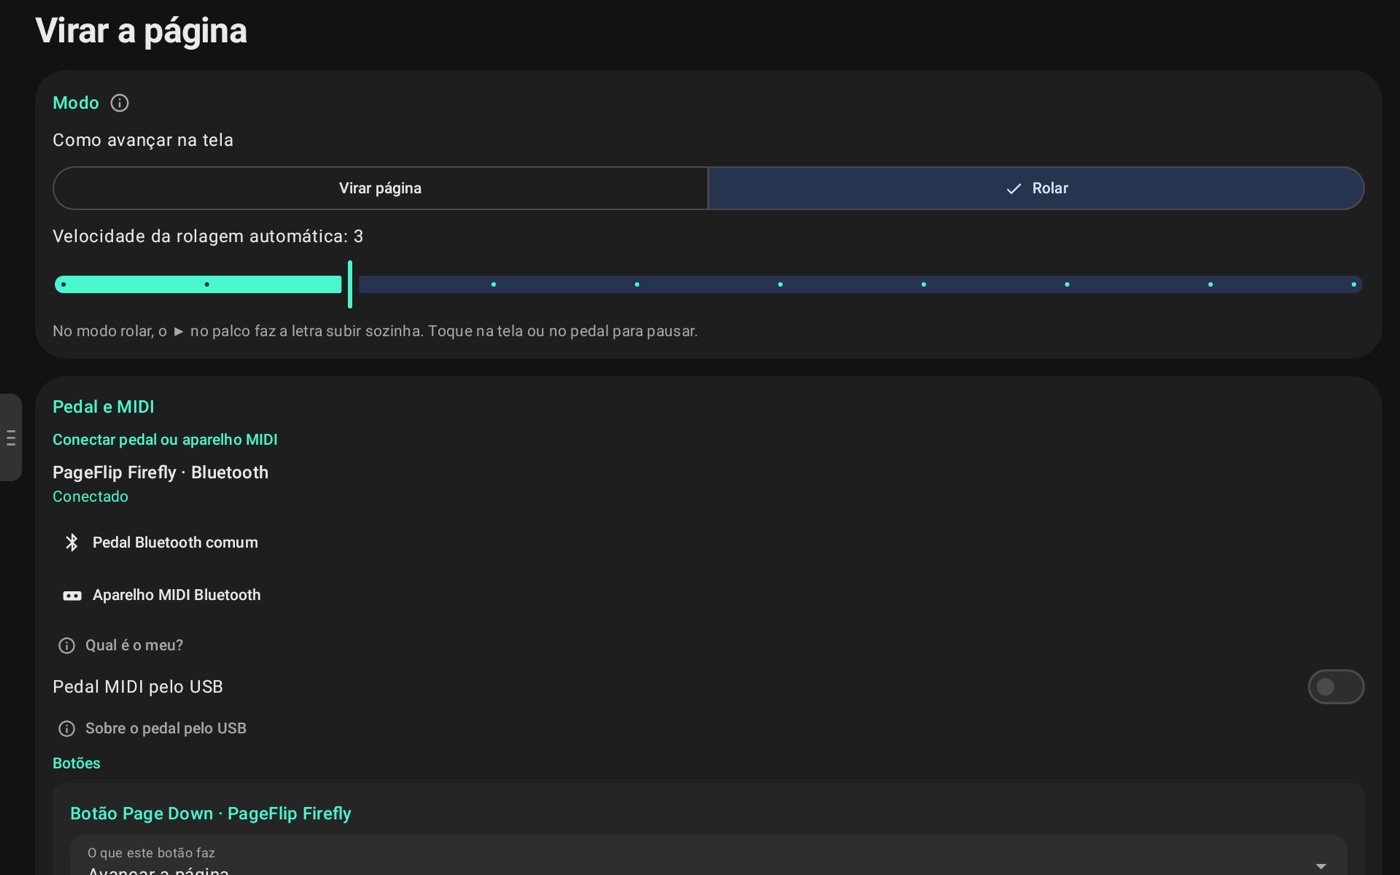 Virar a página
Modo
Como avançar na tela
Virar página
Rolar
Velocidade da rolagem automática: 3
No modo rolar, o ► no palco faz a letra subir sozinha. Toque na tela ou no pedal para pausar.
Pedal e MIDI
Conectar pedal ou aparelho MIDI
PageFlip Firefly · Bluetooth
Conectado
Pedal Bluetooth comum
Aparelho MIDI Bluetooth
Qual é o meu?
Pedal MIDI pelo USB
Sobre o pedal pelo USB
Botões
Botão Page Down · PageFlip Firefly
O que este botão faz
Avançar a página